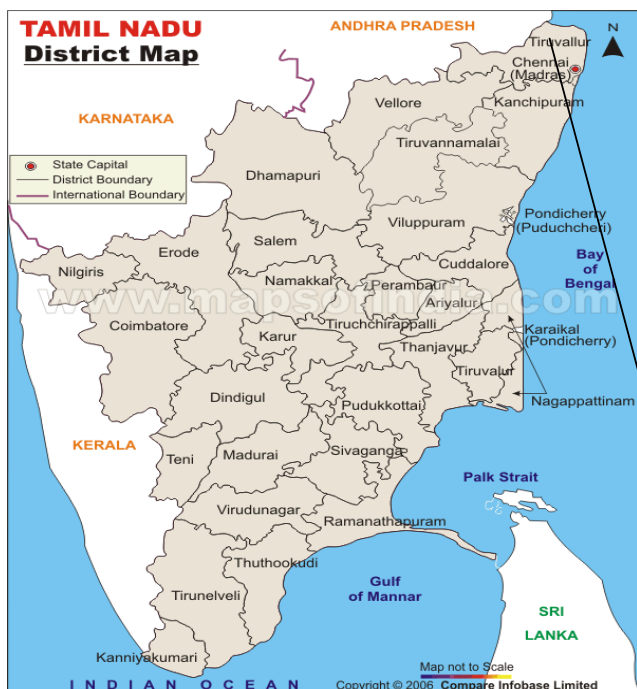 TAMIL NADU
District Map
ANDHRA PRADESH
N
Tiruvallur
Chennai
(Madras)
Kanchipuram
Vellore
KARNATAKA
Tiruvannamalai
State Capital
District Boundary
International Boundary
Dhamapuri
Viluppuram
Pondicherry
(Puduchcheri)
Erode
Salem
Cuddalore
Bay
of
Bengal
Nilgiris
Namakkal
Perambaur
Ariyalur
www.mapsofindia.com
Coimbatore
Tiruchchirappalli
Karur
Karaikal
(Pondicherry)
Thanjavur
Tiruvalur
Dindigul
Pudukkottai
Nagappattinam
KERALA
Teni
Madurai
Sivaganga
Palk Strait
Virudunagar
Ramanathapuram
Thuthookudi
Tirunelveli
Gulf
of Mannar
SRI
LANKA
Kanniyakumari
Map not to Scale
INDIAN OCEAN
Copyright © 2006 Compare Infobase Limited